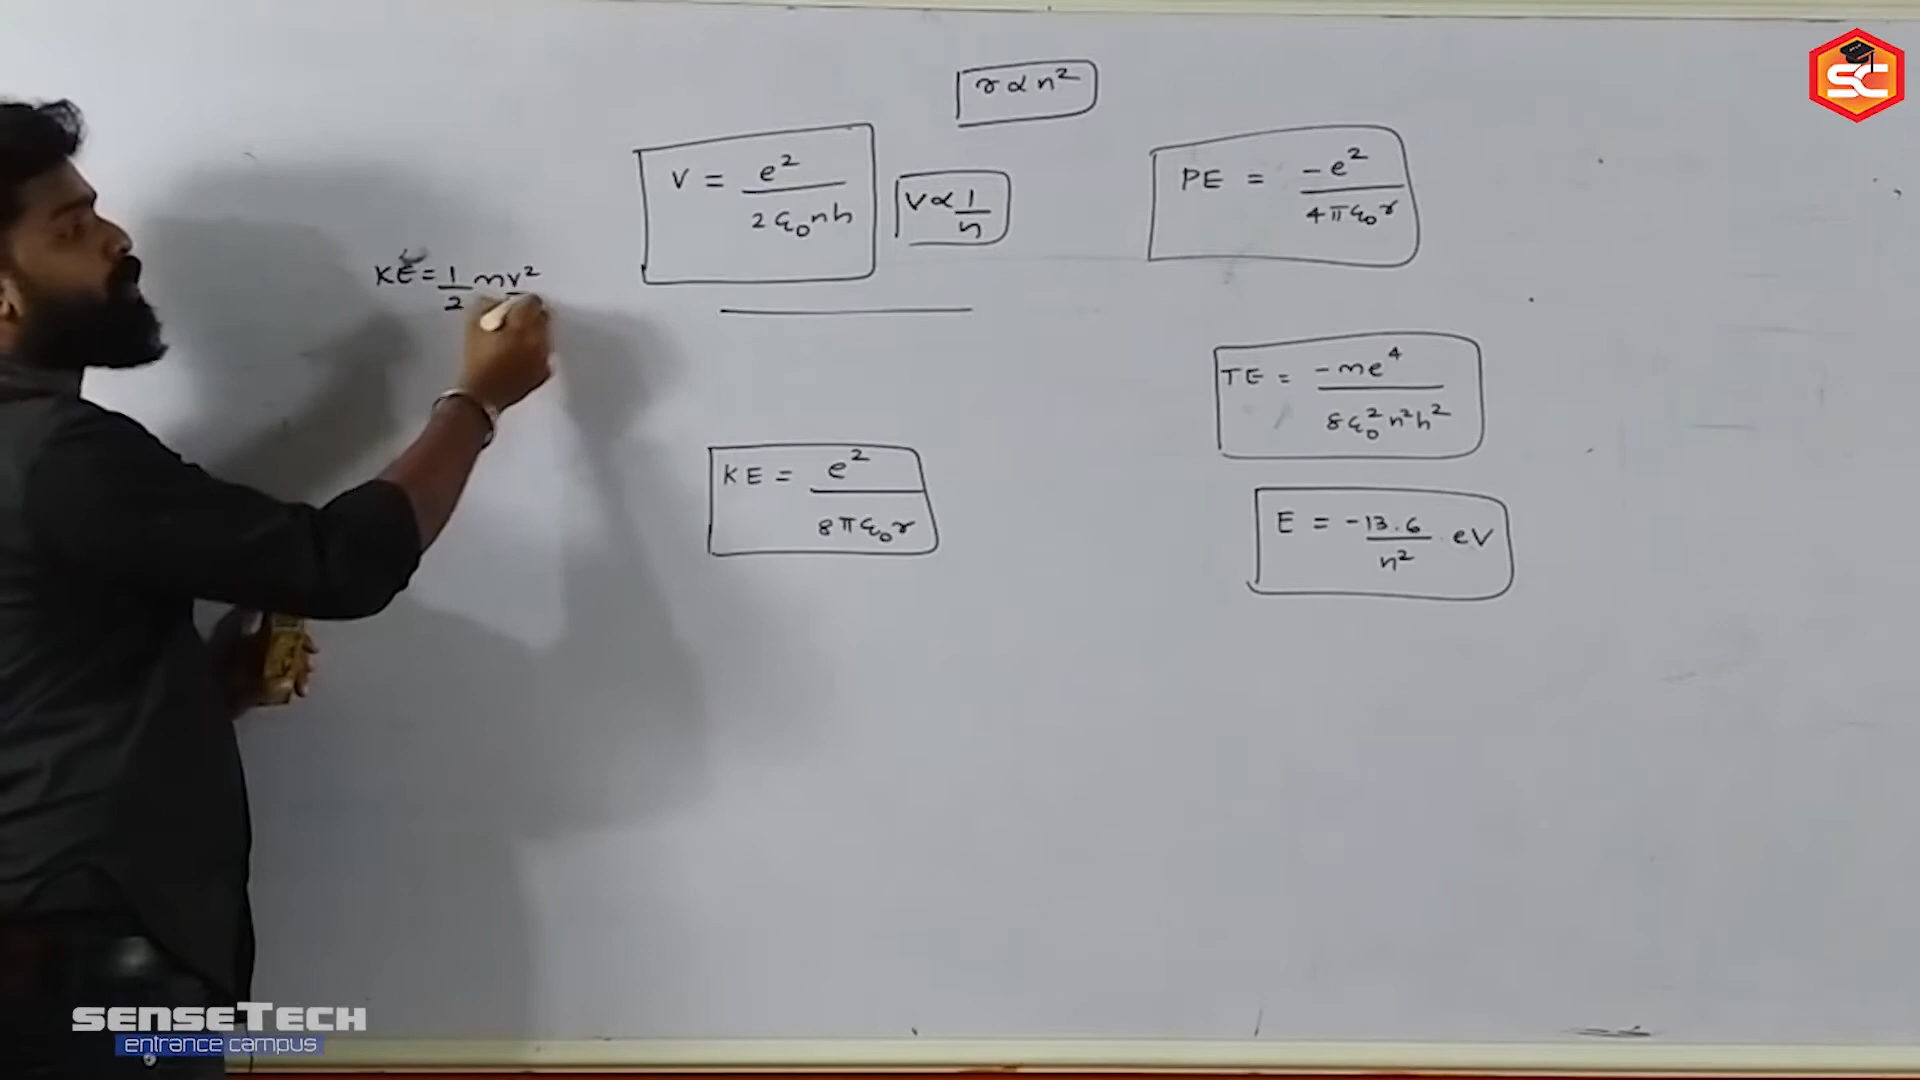 r ∝ n²
V = e² / 2ε₀nh
V ∝ 1/n
PE = -e² / 4πε₀r
KE = 1/2 mv²
TE = -me⁴ / 8ε₀²n²h²
KE = e² / 8πε₀r
E = -13.6/n² eV
SC
SENSETECH
entrance campus